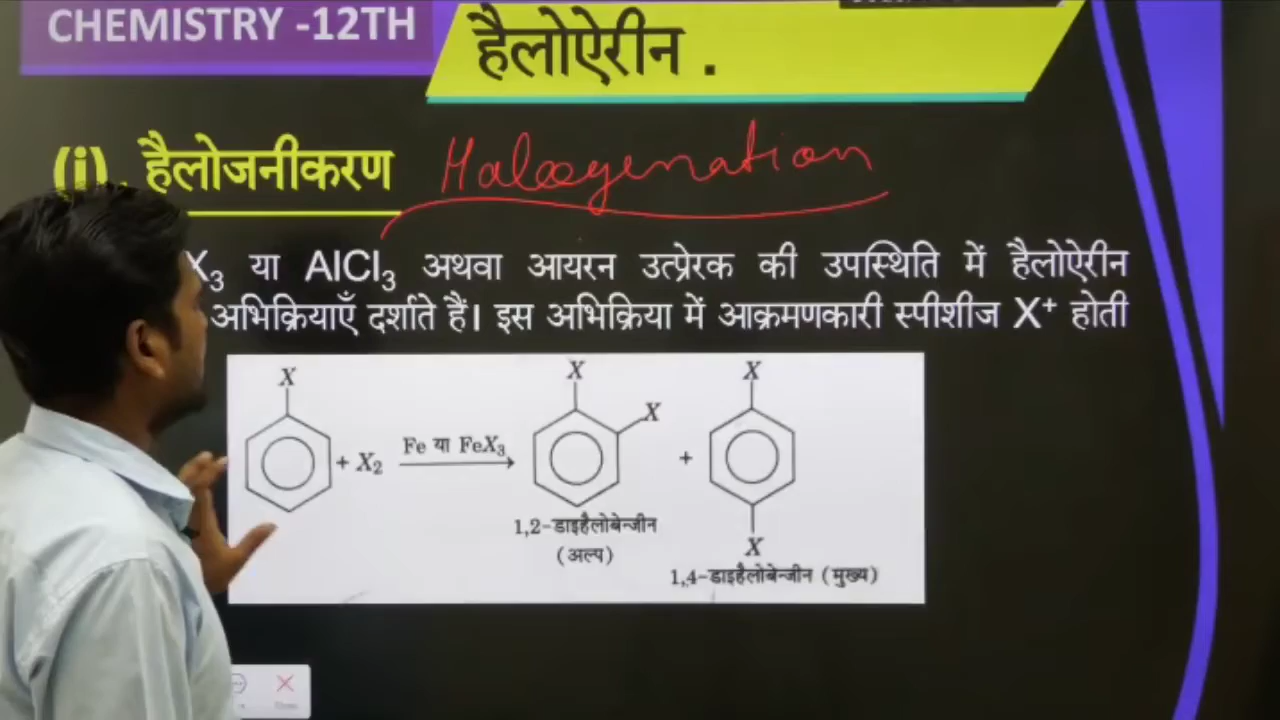 CHEMISTRY -12TH
हैलोऐरीन .
(i). हैलोजनीकरण Halogenation
X₃ या AlCl₃ अथवा आयरन उत्प्रेरक की उपस्थिति में हैलोऐरीन
अभिक्रियाएँ दर्शाते हैं। इस अभिक्रिया में आक्रमणकारी स्पीशीज X⁺ होती
X
X
X
X
+ X₂
Fe या FeX₃
+
1,2-डाइहैलोबेन्जीन
(अल्प)
X
1,4-डाइहैलोबेन्जीन (मुख्य)